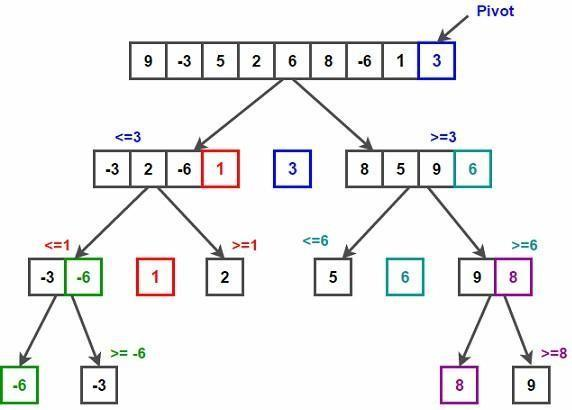 Pivot
9 -3 5 2 6 8 -6 1 3
<=3 >=3
-3 2 -6 1 3 8 5 9 6
<=1 >=1 <=6 >=6
-3 -6 1 2 5 6 9 8
>= -6 >=8
-6 -3 8 9